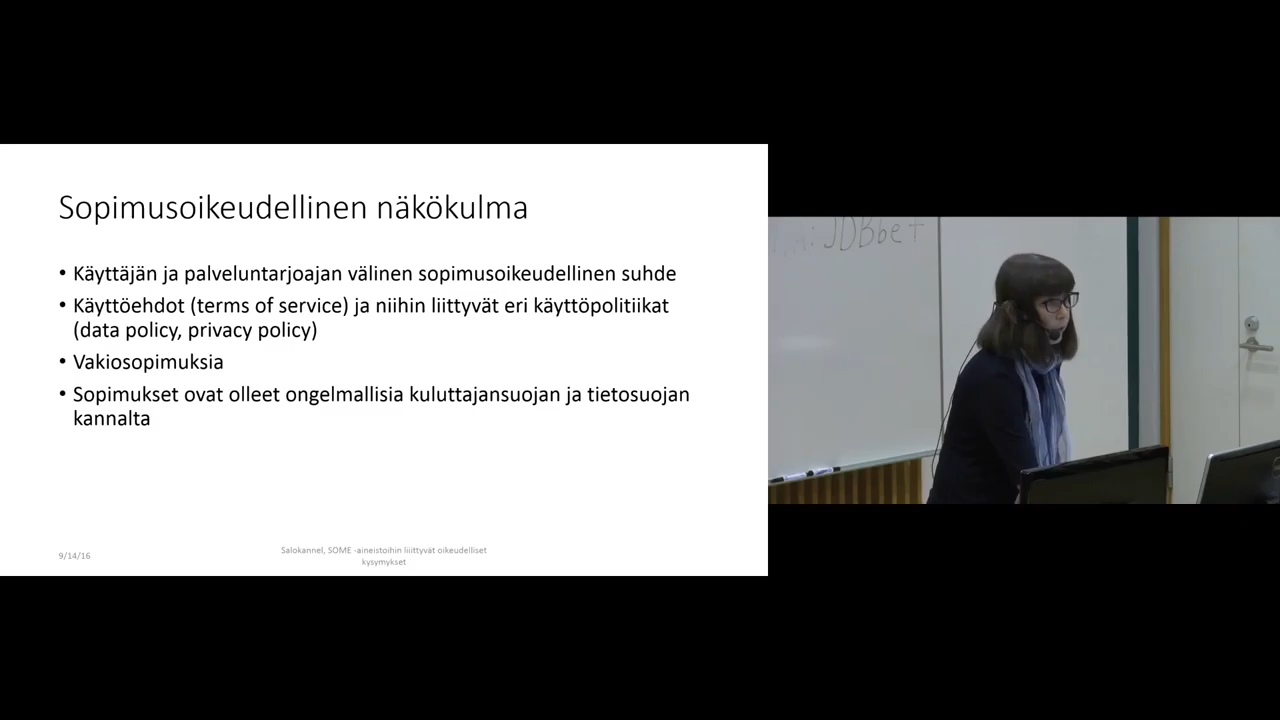 Sopimusoikeudellinen näkökulma
• Käyttäjän ja palveluntarjoajan välinen sopimusoikeudellinen suhde
• Käyttöehdot (terms of service) ja niihin liittyvät eri käyttöpolitiikat
(data policy, privacy policy)
• Vakiosopimuksia
• Sopimukset ovat olleet ongelmallisia kuluttajansuojan ja tietosuojan
kannalta
9/14/16
Salokannel, SOME -aineistoihin liiittyvät oikeudelliset
kysymykset